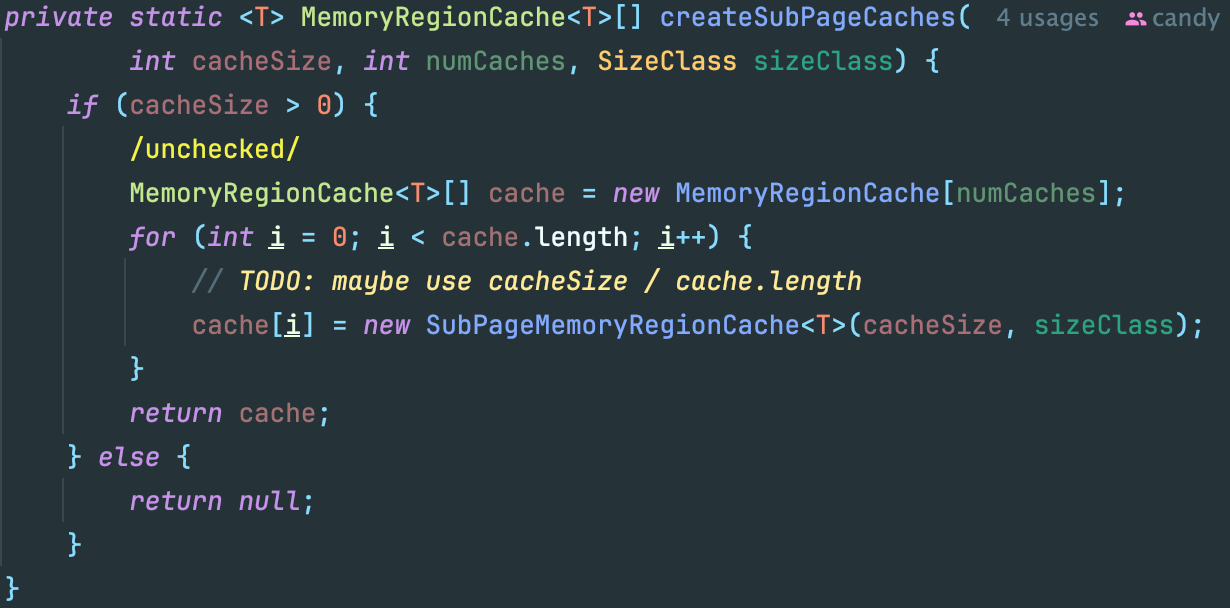 private static <T> MemoryRegionCache<T>[] createSubPageCaches( 4 usages candy
int cacheSize, int numCaches, SizeClass sizeClass) {
if (cacheSize > 0) {
/unchecked/
MemoryRegionCache<T>[] cache = new MemoryRegionCache[numCaches];
for (int i = 0; i < cache.length; i++) {
// TODO: maybe use cacheSize / cache.length
cache[i] = new SubPageMemoryRegionCache<T>(cacheSize, sizeClass);
}
return cache;
} else {
return null;
}
}